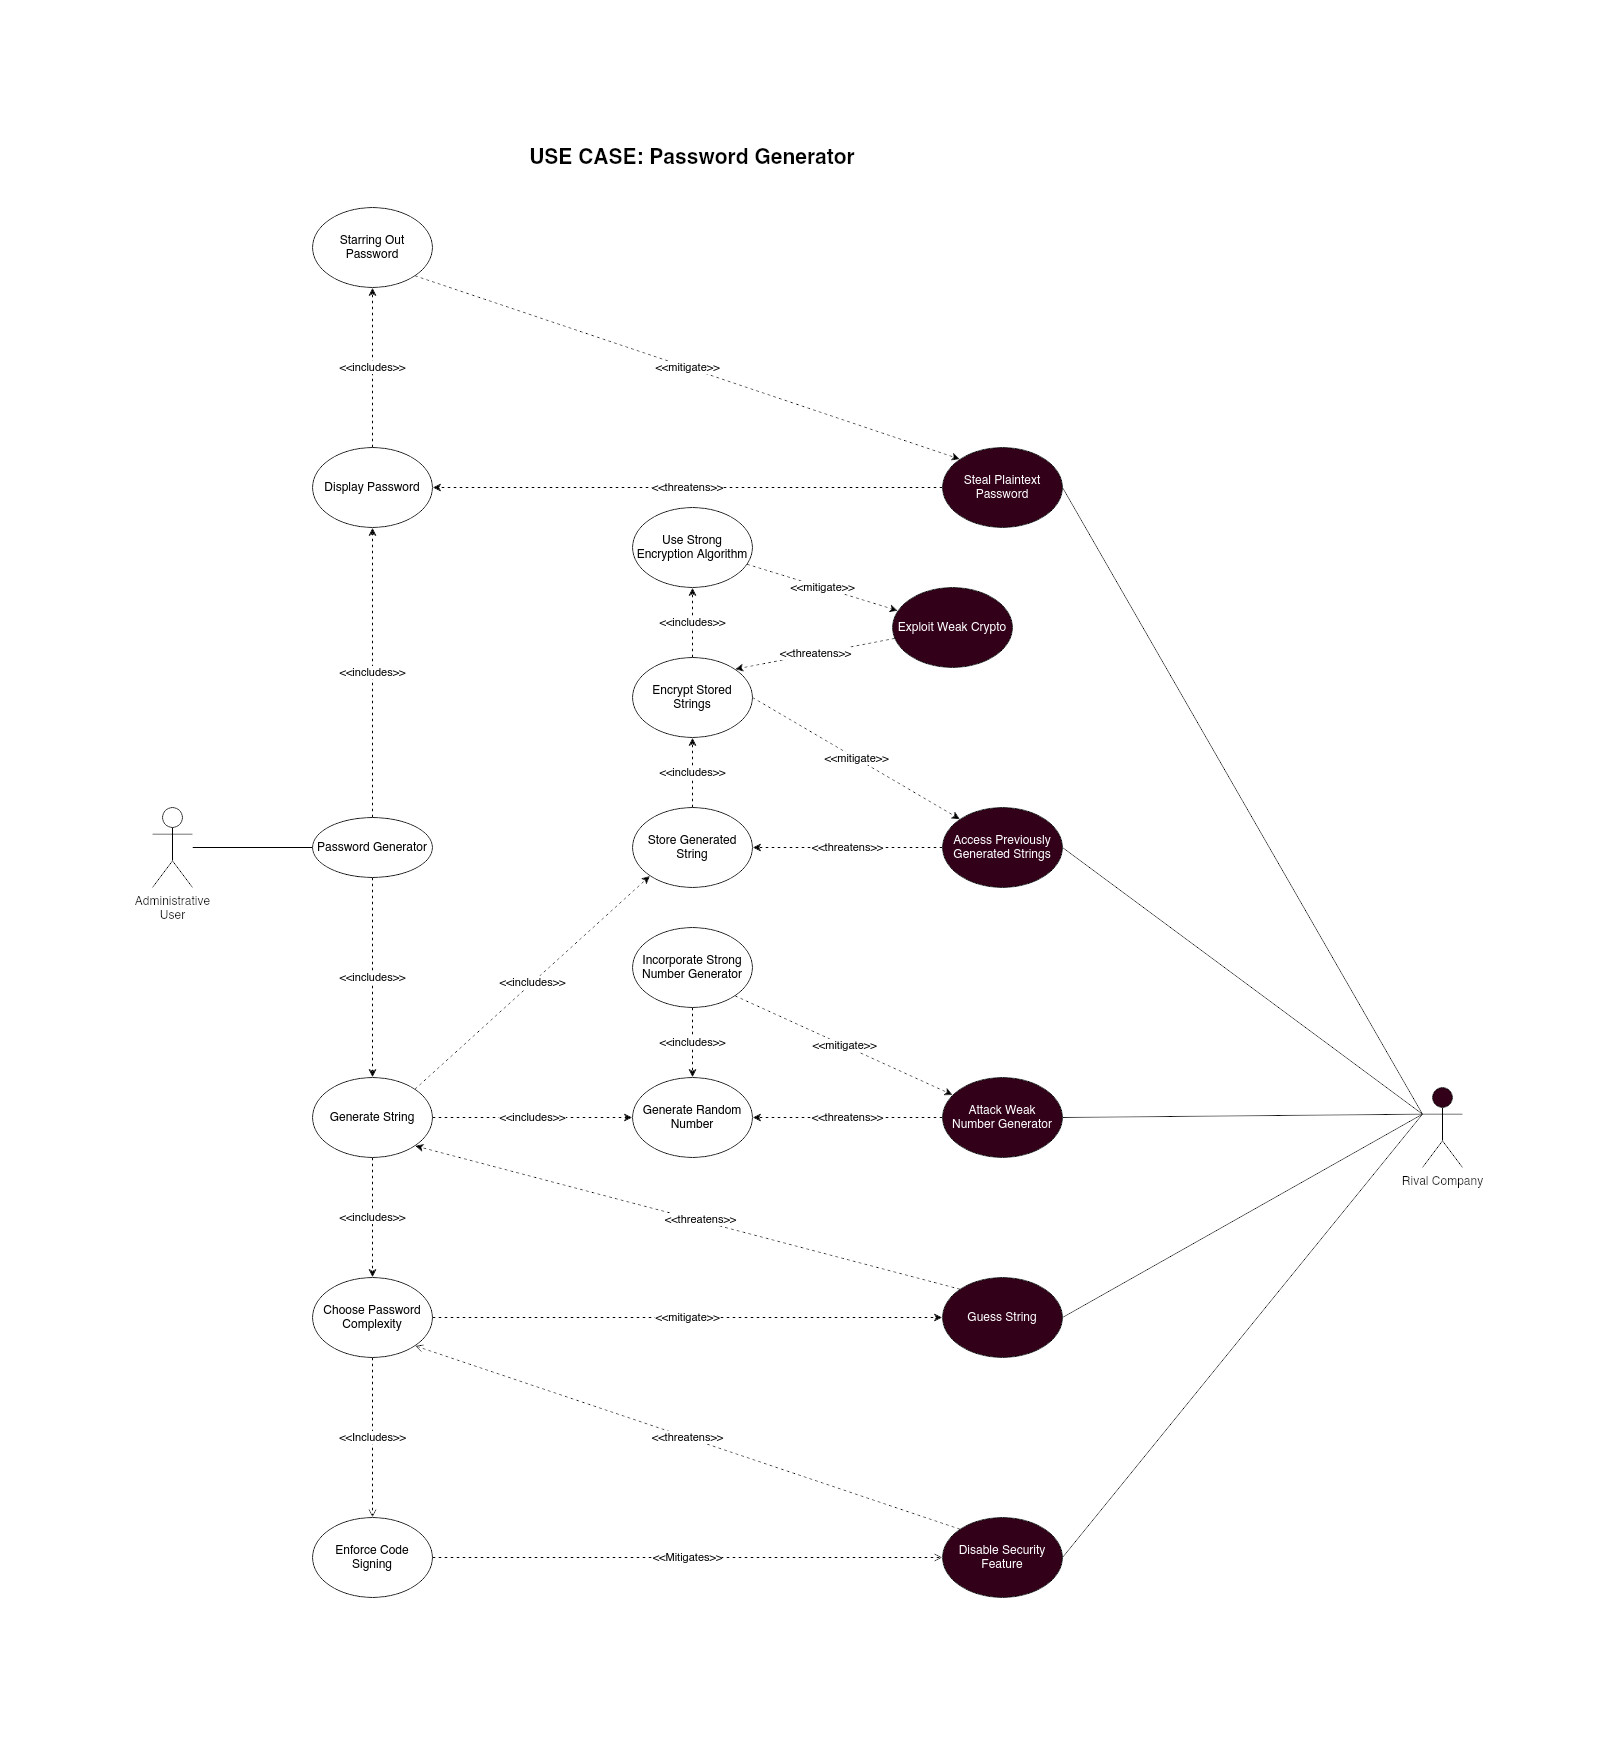 USE CASE: Password Generator
Starring Out
Password
<<includes>>
<<mitigate>>
Display Password
<<threatens>>
Steal Plaintext
Password
Use Strong
Encryption Algorithm
<<mitigate>>
<<includes>>
Exploit Weak Crypto
<<threatens>>
<<includes>>
Encrypt Stored
Strings
<<mitigate>>
<<includes>>
Password Generator
Store Generated
String
<<threatens>>
Access Previously
Generated Strings
Administrative
User
<<includes>>
<<includes>>
Incorporate Strong
Number Generator
<<includes>>
<<mitigate>>
Generate String
<<includes>>
Generate Random
Number
<<threatens>>
Attack Weak
Number Generator
Rival Company
<<includes>>
<<threatens>>
Choose Password
Complexity
<<mitigate>>
Guess String
<<Includes>>
<<threatens>>
Enforce Code
Signing
<<Mitigates>>
Disable Security
Feature